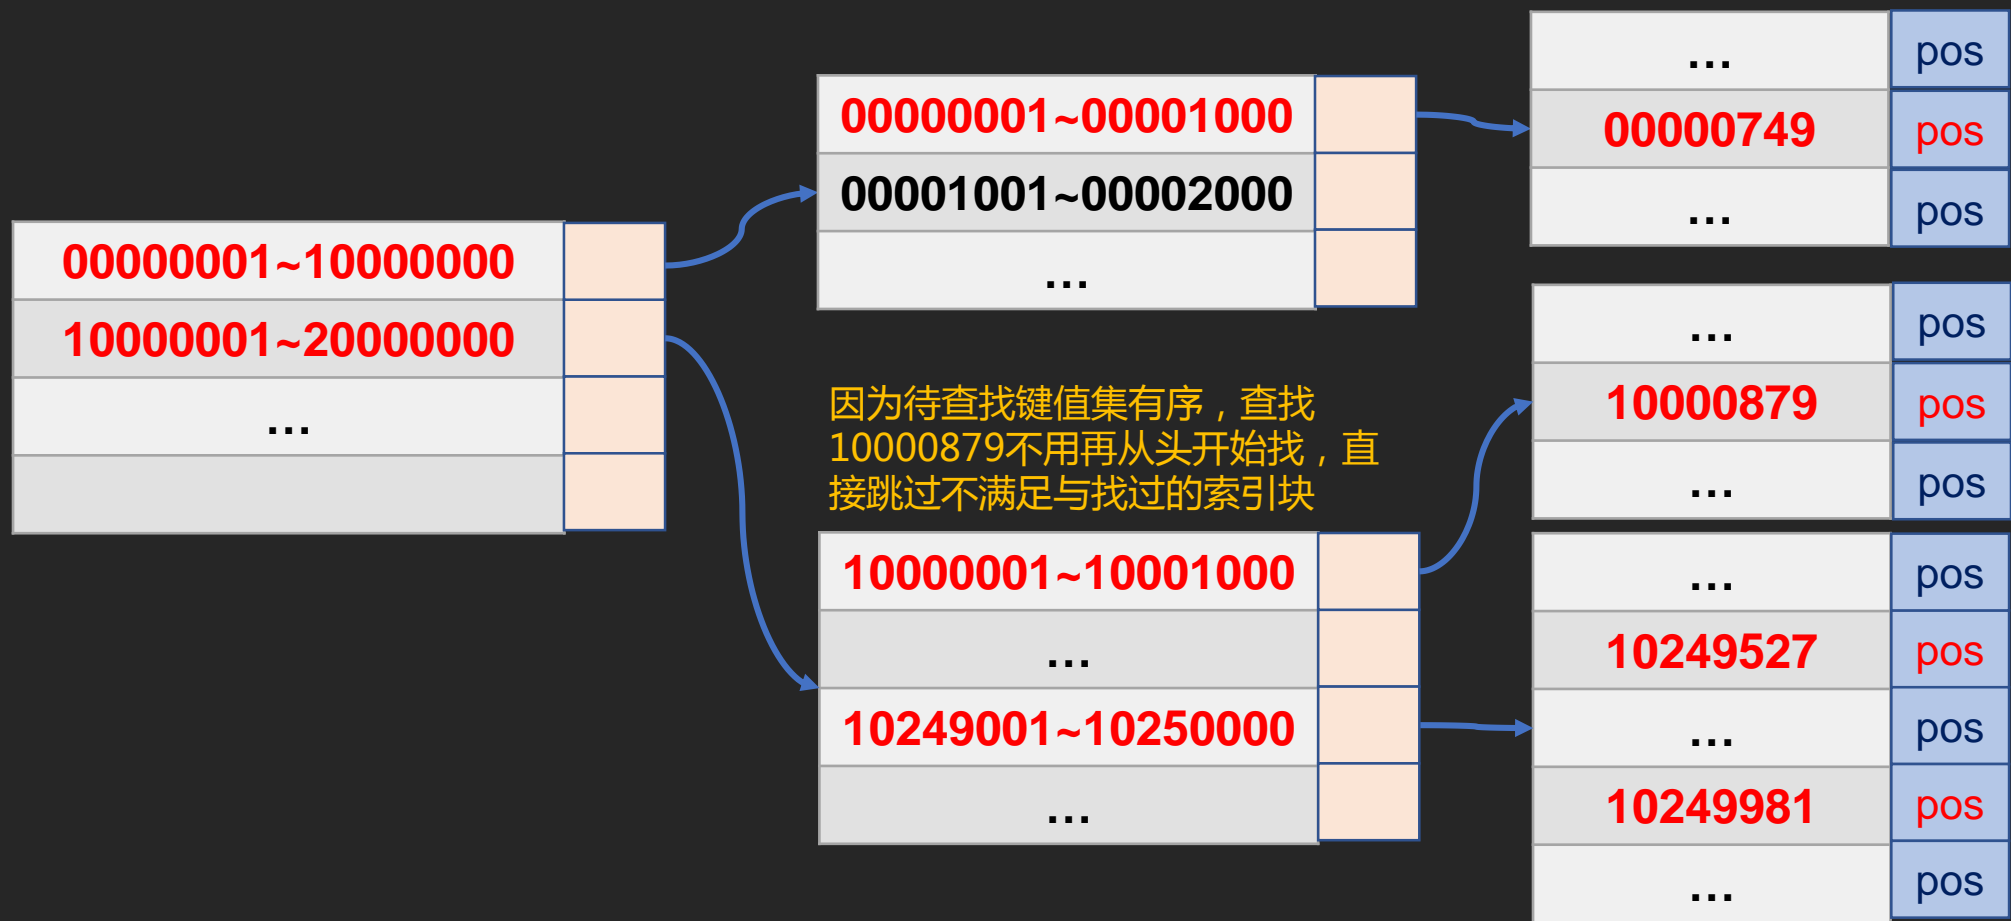 00000001~10000000
10000001~20000000
...
00000001~00001000
00001001~00002000
...
因为待查找键值集有序，查找
10000879不用再从头开始找，直
接跳过不满足与找过的索引块
10000001~10001000
...
10249001~10250000
...
... pos
00000749 pos
... pos
... pos
10000879 pos
... pos
... pos
10249527 pos
... pos
10249981 pos
... pos